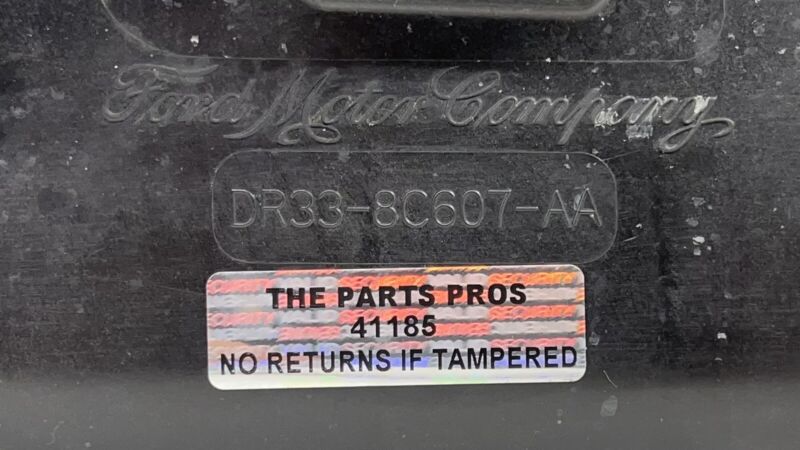 Ford Motor Company
DR33-8C607-AA
THE PARTS PROS
41185
NO RETURNS IF TAMPERED